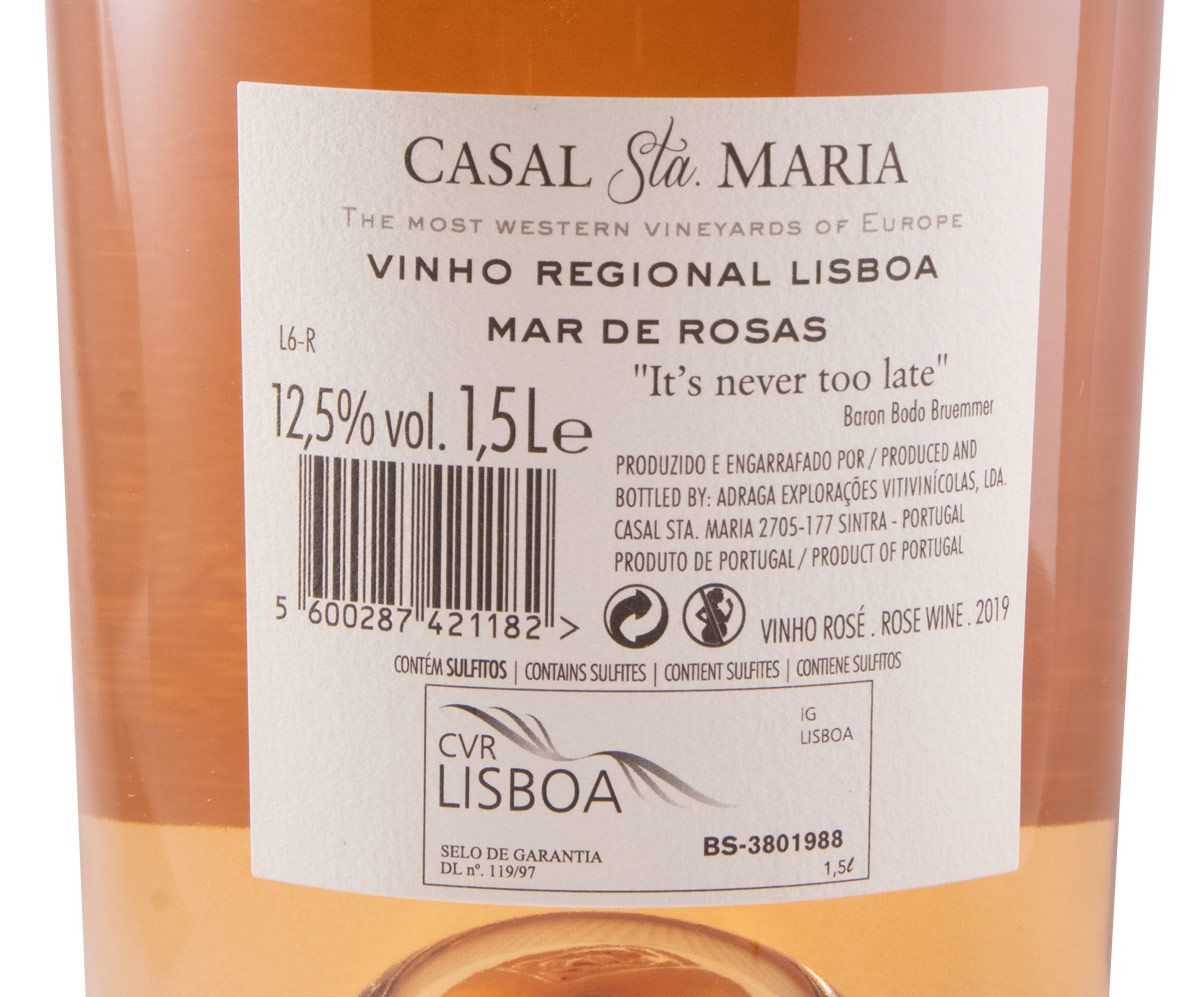 CASAL Sta. MARIA
THE MOST WESTERN VINEYARDS OF EUROPE
VINHO REGIONAL LISBOA
MAR DE ROSAS
L6-R
"It's never too late"
Baron Bodo Bruemmer
12,5% vol. 1,5Le
PRODUZIDO E ENGARRAFADO POR / PRODUCED AND
BOTTLED BY: ADRAGA EXPLORAÇÕES VITIVINÍCOLAS, LDA.
CASAL STA. MARIA 2705-177 SINTRA - PORTUGAL
PRODUTO DE PORTUGAL / PRODUCT OF PORTUGAL
5 600287 421182 >
VINHO ROSÉ . ROSE WINE . 2019
CONTÉM SULFITOS | CONTAINS SULFITES | CONTIENT SULFITES | CONTIENE SULFITOS
CVR
LISBOA
IG
LISBOA
SELO DE GARANTIA
DL nº. 119/97
BS-3801988
1,5ℓ